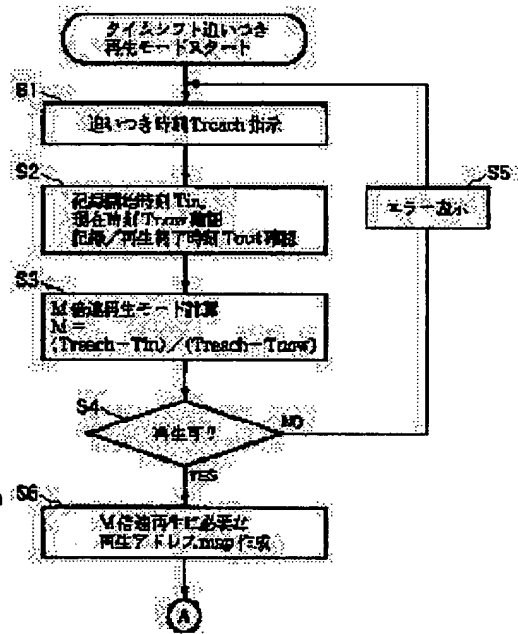 タイムシフト追いつき
再生モードスタート
S1
追いつき時刻Treach指示
S2
記録開始時刻Tin、
現在時刻Tnow確認
記録／再生終了時刻Tout確認
S5
エラー表示
S3
M倍速再生モード計算
M＝
(Treach－Tin)／(Treach－Tnow)
S4
再生可？
NO
YES
S6
M倍速再生に必要な
再生アドレスmap作成
A